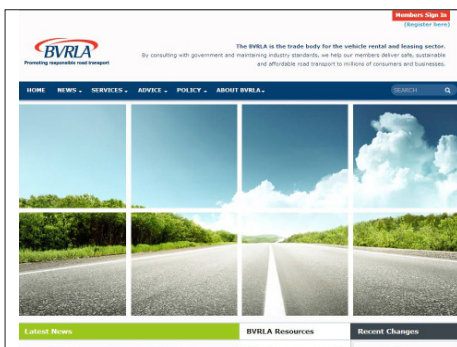 Members Sign In
(Register here)
BVRLA
Promoting responsible road transport
The BVRLA is the trade body for the vehicle rental and leasing sector.
By consulting with government and maintaining industry standards, we help our members deliver safe, sustainable
and affordable road transport to millions of consumers and businesses.
HOME NEWS SERVICES ADVICE POLICY ABOUT BVRLA SEARCH
Latest News BVRLA Resources Recent Changes